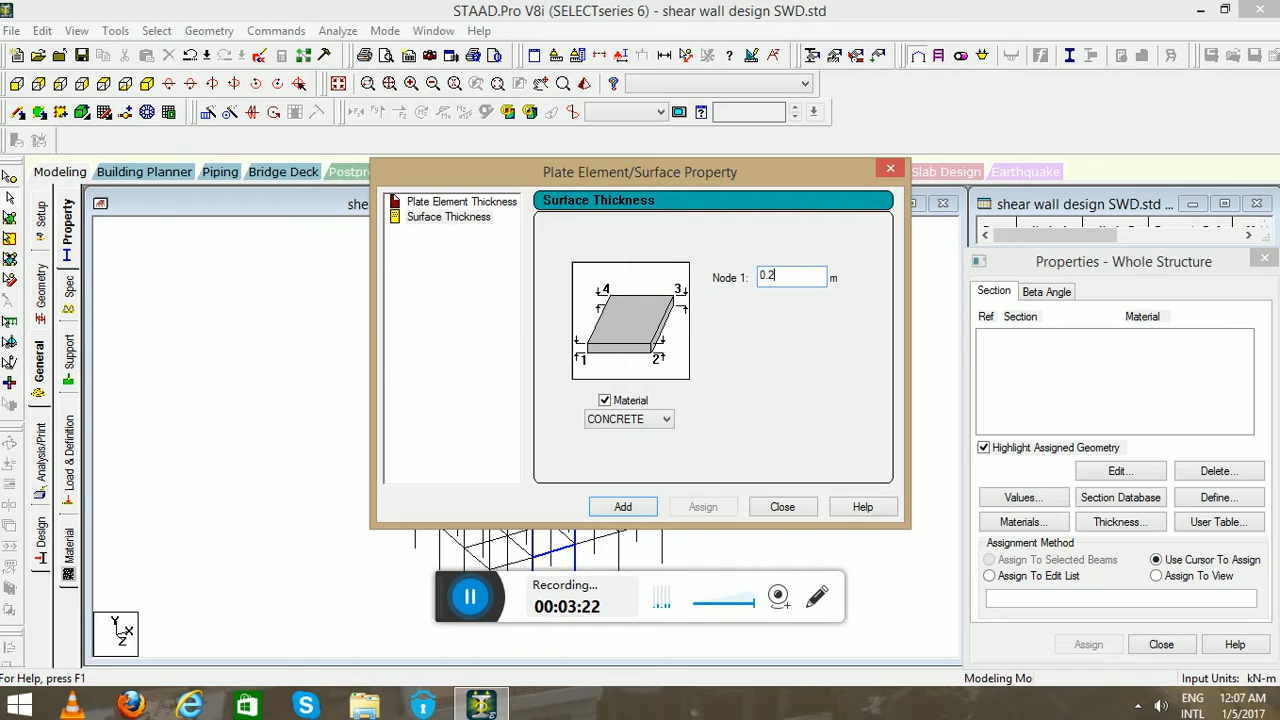 STAAD.Pro V8i (SELECTseries 6) - shear wall design SWD.std
File Edit View Tools Select Geometry Commands Analyze Mode Window Help
Modeling Building Planner Piping Bridge Deck Postpro Slab Design Earthquake
she
shear wall design SWD.std ...
Plate Element/Surface Property
Plate Element Thickness
Surface Thickness
Surface Thickness
Node 1: 0.2 m
4 3
1 2
Material
CONCRETE
Add Assign Close Help
Setup
Geometry
General
Analysis/Print
Design
Property
Spec
Support
Load & Definition
Material
Properties - Whole Structure
Section Beta Angle
Ref Section Material
Highlight Assigned Geometry
Edit... Delete...
Values... Section Database Define...
Materials... Thickness... User Table...
Assignment Method
Assign To Selected Beams Use Cursor To Assign
Assign To Edit List Assign To View
Assign Close Help
Recording...
00:03:22
Y
X
Z
For Help, press F1
Modeling Mo Input Units: kN-m
ENG
INTL
12:07 AM
1/5/2017